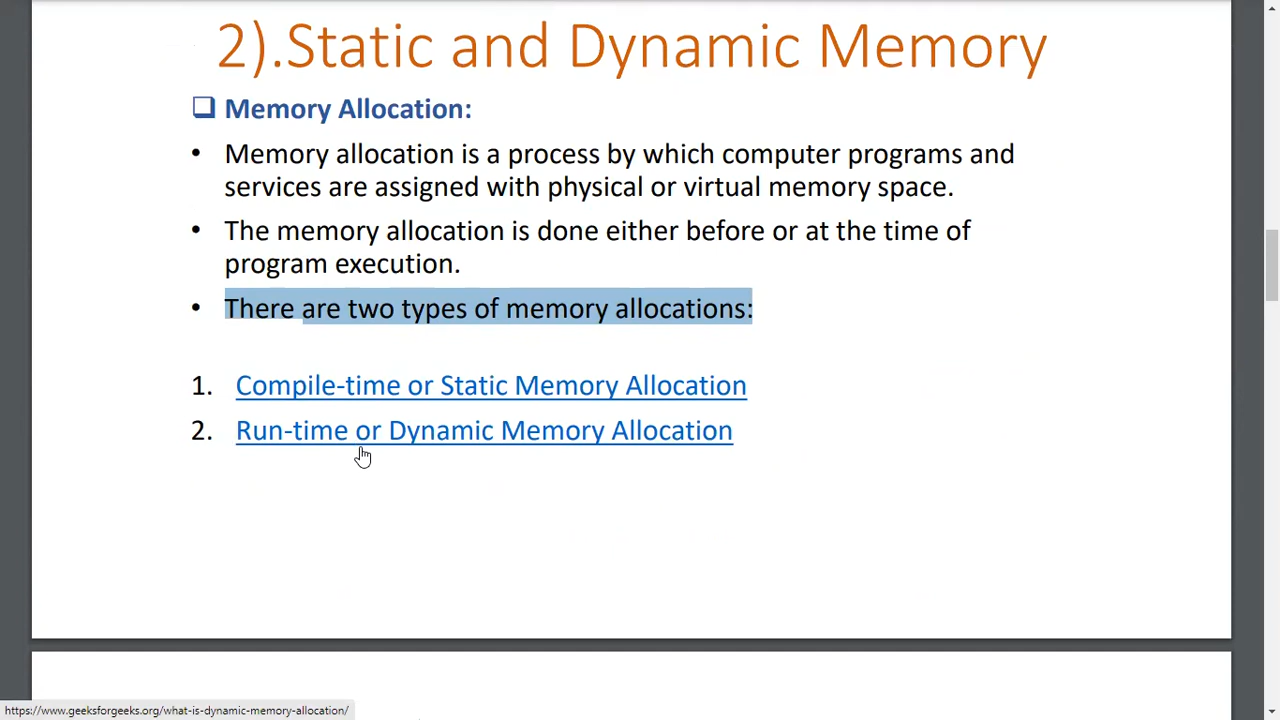 2).Static and Dynamic Memory
❑ Memory Allocation:
• Memory allocation is a process by which computer programs and
services are assigned with physical or virtual memory space.
• The memory allocation is done either before or at the time of
program execution.
• There are two types of memory allocations:
1. Compile-time or Static Memory Allocation
2. Run-time or Dynamic Memory Allocation
https://www.geeksforgeeks.org/what-is-dynamic-memory-allocation/